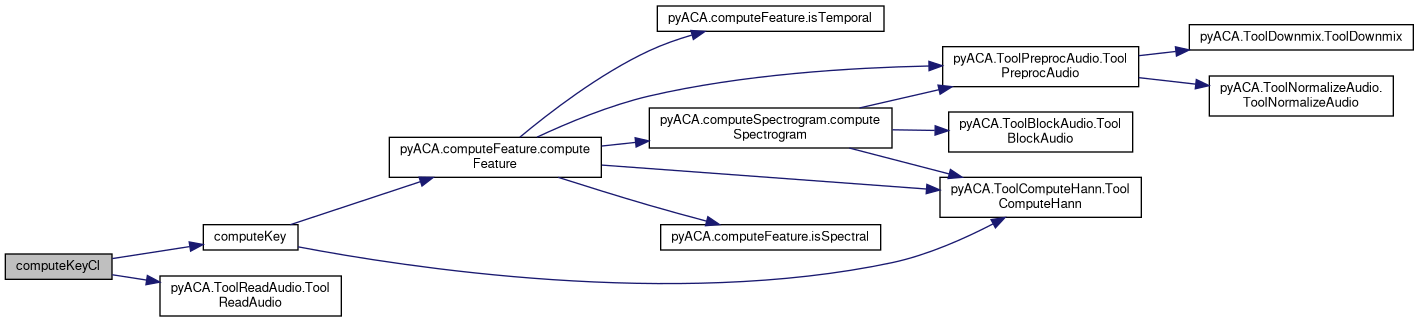 computeKeyCl
computeKey
pyACA.ToolReadAudio.Tool
ReadAudio
pyACA.computeFeature.compute
Feature
pyACA.computeFeature.isTemporal
pyACA.computeSpectrogram.compute
Spectrogram
pyACA.computeFeature.isSpectral
pyACA.ToolPreprocAudio.Tool
PreprocAudio
pyACA.ToolBlockAudio.Tool
BlockAudio
pyACA.ToolComputeHann.Tool
ComputeHann
pyACA.ToolDownmix.ToolDownmix
pyACA.ToolNormalizeAudio.
ToolNormalizeAudio